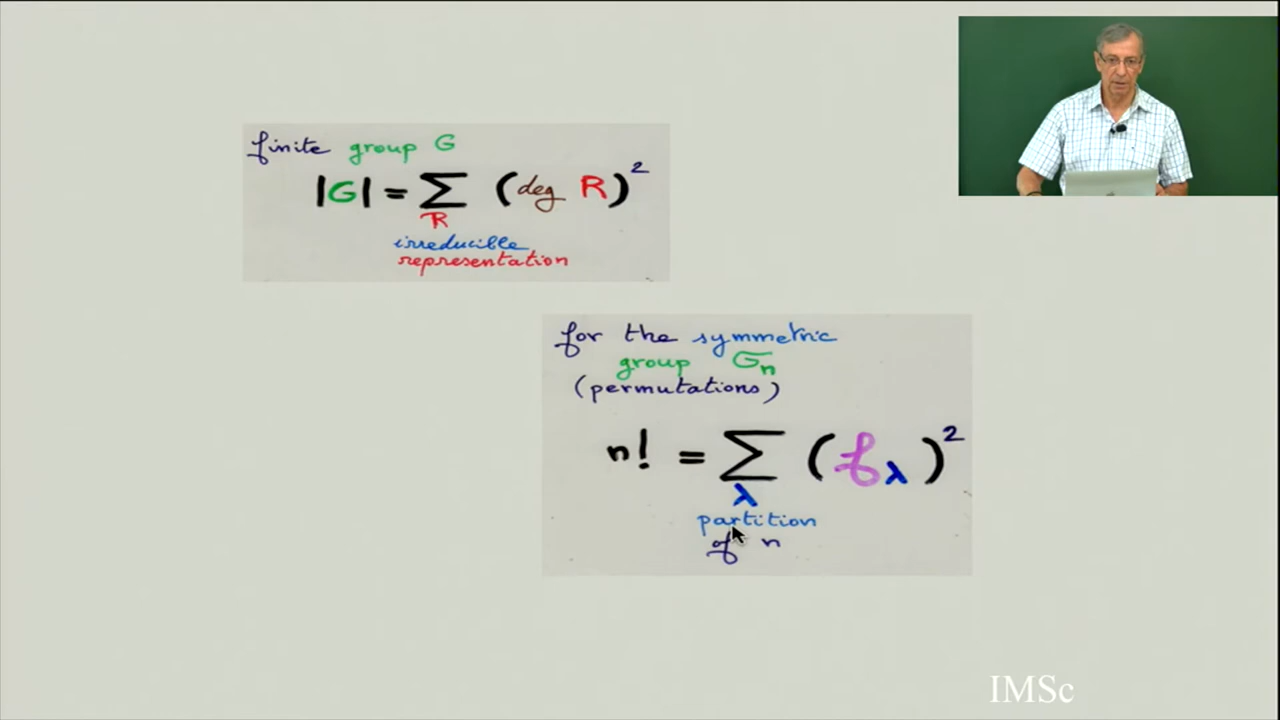 finite group G
|G| = ∑ (deg R)²
R
irreducible
representation
for the symmetric
group 𝔖n
(permutations)
n! = ∑ (fλ)²
λ
partition
of n
IMSc